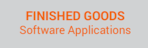 FINISHED GOODS
Software Applications